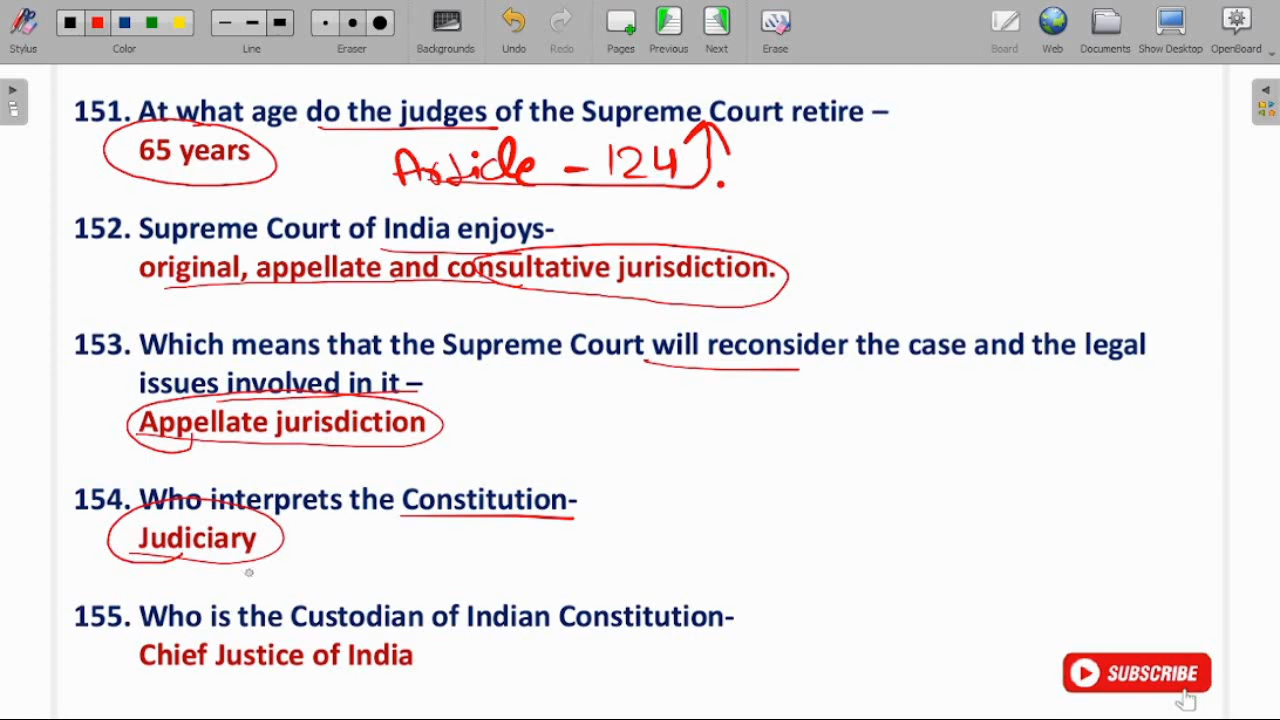 Stylus
Color
Line
Eraser
Backgrounds
Undo
Redo
Pages
Previous
Next
Erase
Board
Web
Documents
Show Desktop
OpenBoard
151. At what age do the judges of the Supreme Court retire –
65 years
Article - 124
152. Supreme Court of India enjoys-
original, appellate and consultative jurisdiction.
153. Which means that the Supreme Court will reconsider the case and the legal
issues involved in it –
Appellate jurisdiction
154. Who interprets the Constitution-
Judiciary
155. Who is the Custodian of Indian Constitution-
Chief Justice of India
SUBSCRIBE